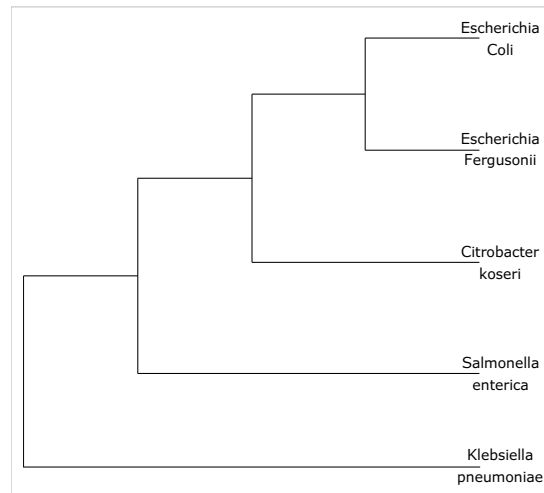 Escherichia
Coli
Escherichia
Fergusonii
Citrobacter
koseri
Salmonella
enterica
Klebsiella
pneumoniae